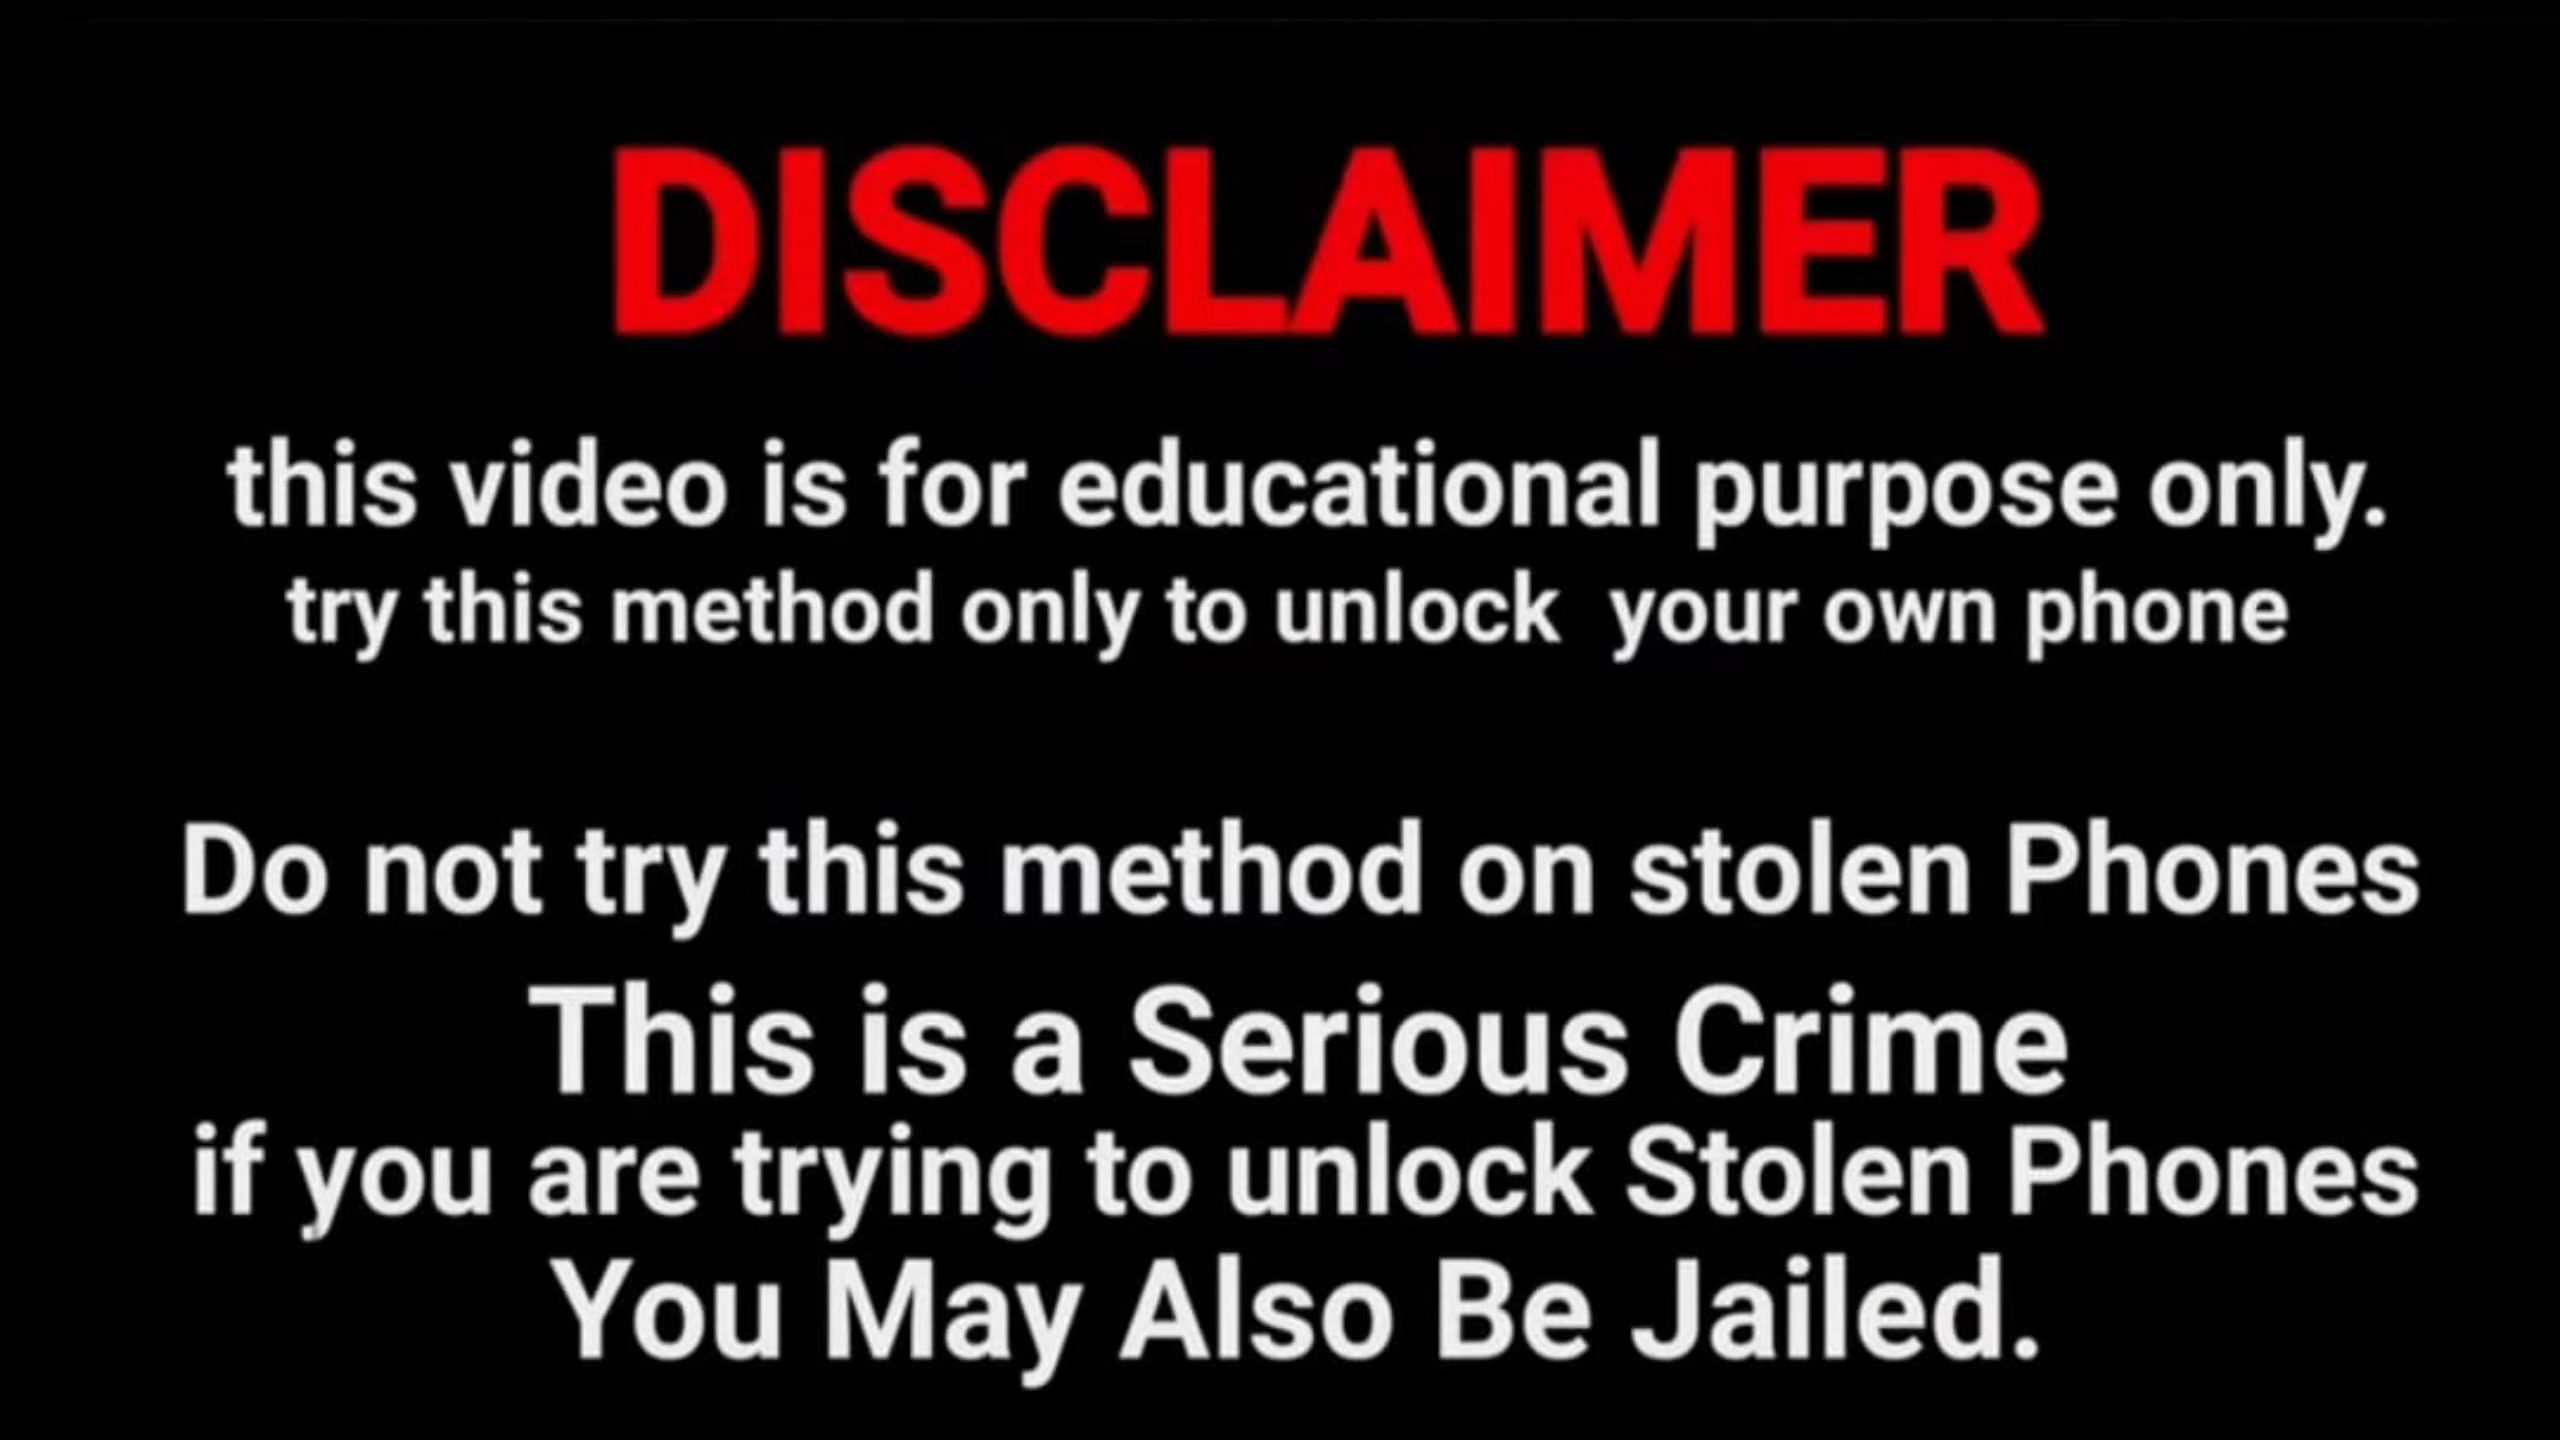 DISCLAIMER
this video is for educational purpose only.
try this method only to unlock  your own phone
Do not try this method on stolen Phones
This is a Serious Crime
if you are trying to unlock Stolen Phones
You May Also Be Jailed.